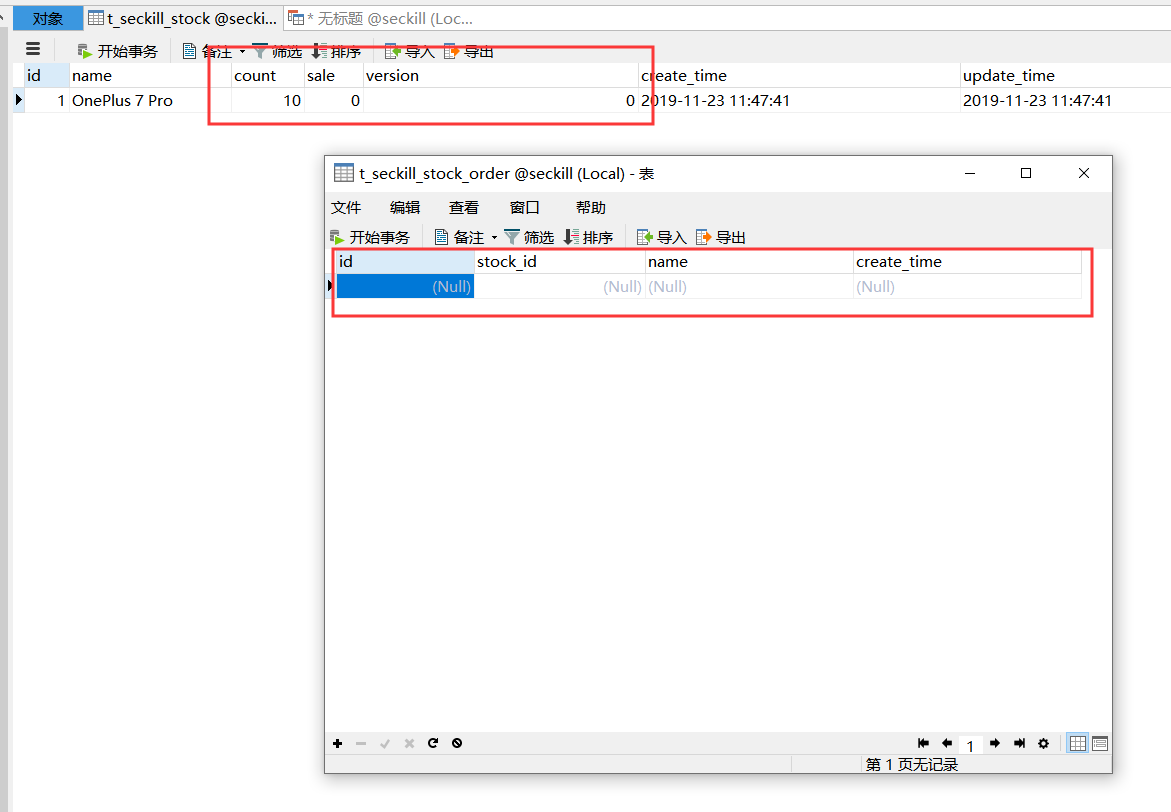 对象 t_seckill_stock @secki... * 无标题 @seckill (Loc...
开始事务 备注 筛选 排序 导入 导出
id name count sale version create_time update_time
1 OnePlus 7 Pro 10 0 0 2019-11-23 11:47:41 2019-11-23 11:47:41
t_seckill_stock_order @seckill (Local) - 表
文件 编辑 查看 窗口 帮助
开始事务 备注 筛选 排序 导入 导出
id stock_id name create_time
(Null) (Null) (Null) (Null)
1
第 1 页无记录